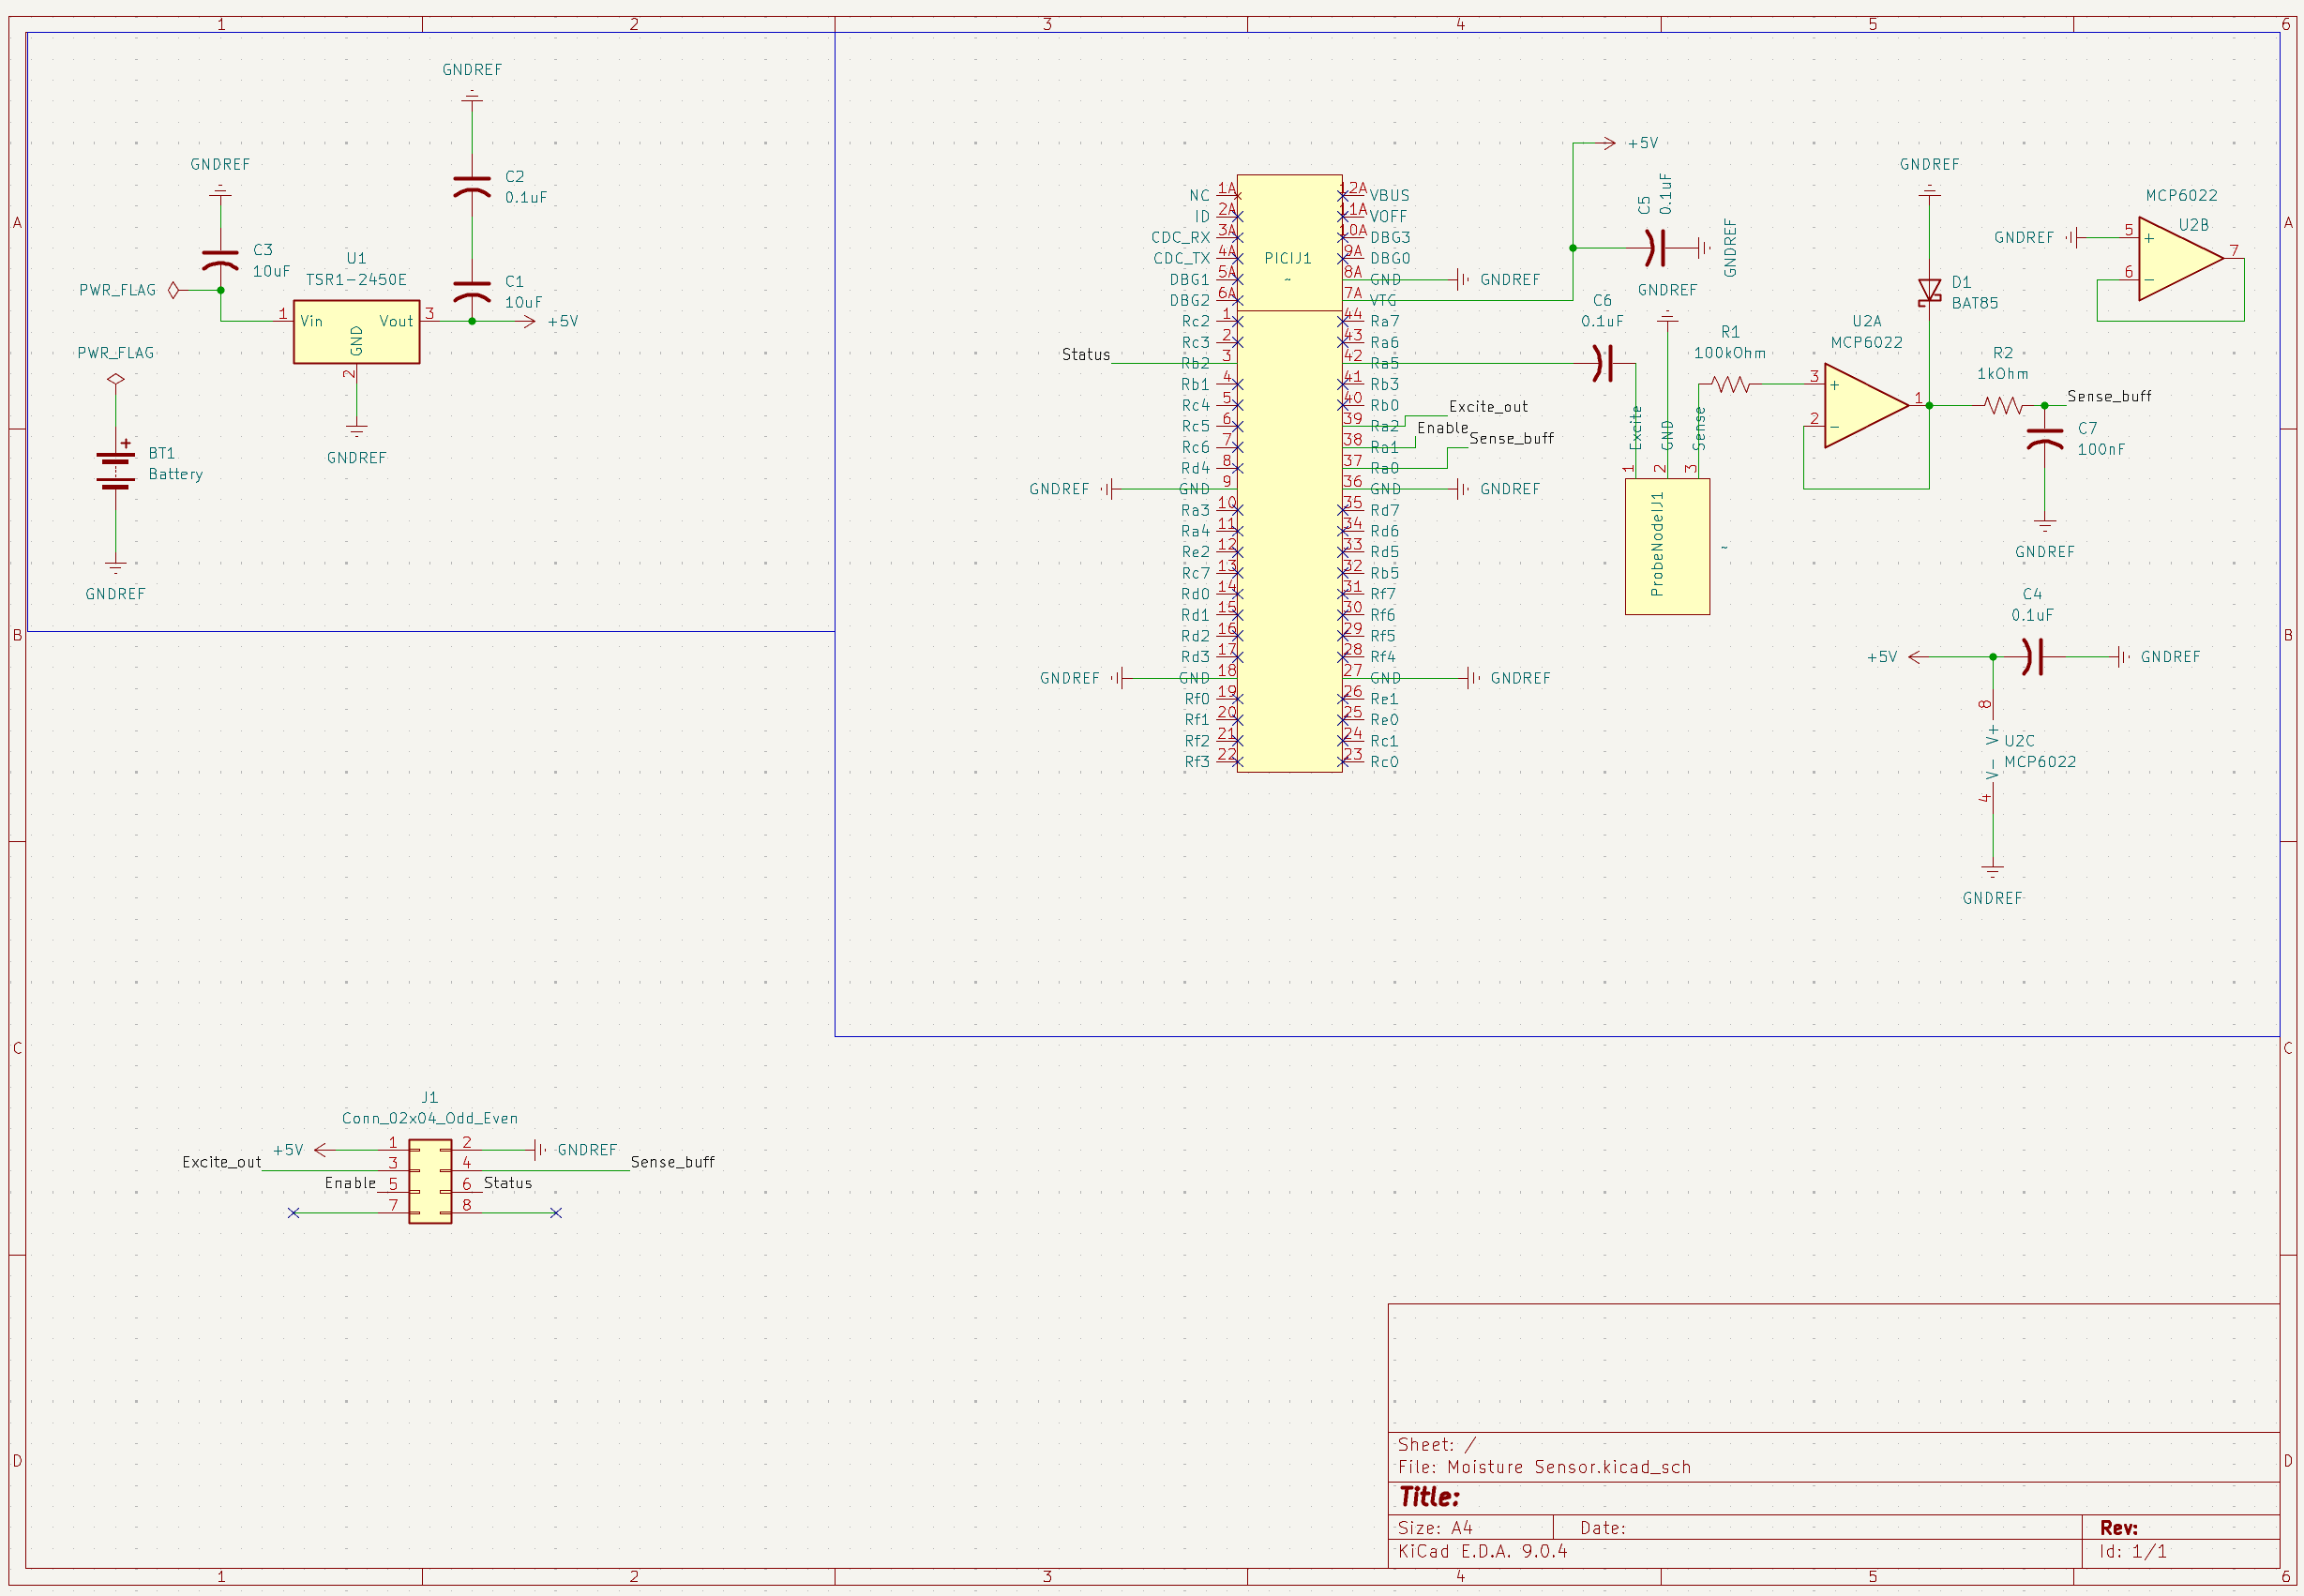 1 2 3 4 5 6
A
B
C
D
GNDREF
C2
0.1uF
GNDREF
C3
10uF
PWR_FLAG
U1
TSR1-2450E
C1
10uF
1 Vin Vout 3
GND
2
+5V
GNDREF
PWR_FLAG
+
BT1
Battery
GNDREF
PICIJ1
~
NC 1A
ID 2A
CDC_RX 3A
CDC_TX 4A
DBG1 5A
DBG2 6A
Rc2 1
Rc3 2
Status
Rb2 3
Rb1 4
Rc4 5
Rc5 6
Rc6 7
Rd4 8
GNDREF GND 9
Ra3 10
Ra4 11
Re2 12
Rc7 13
Rd0 14
Rd1 15
Rd2 16
Rd3 17
GNDREF GND 18
Rf0 19
Rf1 20
Rf2 21
Rf3 22
12A VBUS
11A VOFF
10A DBG3
9A DBG0
8A GND GNDREF
7A VTG
44 Ra7
43 Ra6
42 Ra5
41 Rb3
40 Rb0
Excite_out
39 Ra2
Enable
38 Ra1
Sense_buff
37 Ra0
36 GND GNDREF
35 Rd7
34 Rd6
33 Rd5
32 Rb5
31 Rf7
30 Rf6
29 Rf5
28 Rf4
27 GND GNDREF
26 Re1
25 Re0
24 Rc1
23 Rc0
+5V
C5
0.1uF
GNDREF
C6
0.1uF
GNDREF
R1
100kOhm
Excite
GND
Sense
1 2 3
ProbeNodeIJ1
~
GNDREF
D1
BAT85
U2A
MCP6022
3 +
2 -
1
R2
1kOhm
Sense_buff
C7
100nF
GNDREF
MCP6022
U2B
GNDREF 5 +
6 -
7
C4
0.1uF
+5V
GNDREF
8
V+
U2C
MCP6022
V-
4
GNDREF
J1
Conn_02x04_Odd_Even
+5V 1 2 GNDREF
Excite_out 3 4 Sense_buff
Enable 5 6 Status
7 8
Sheet: /
File: Moisture Sensor.kicad_sch
Title:
Size: A4 Date: Rev:
KiCad E.D.A. 9.0.4 Id: 1/1
A
B
C
D
1 2 3 4 5 6